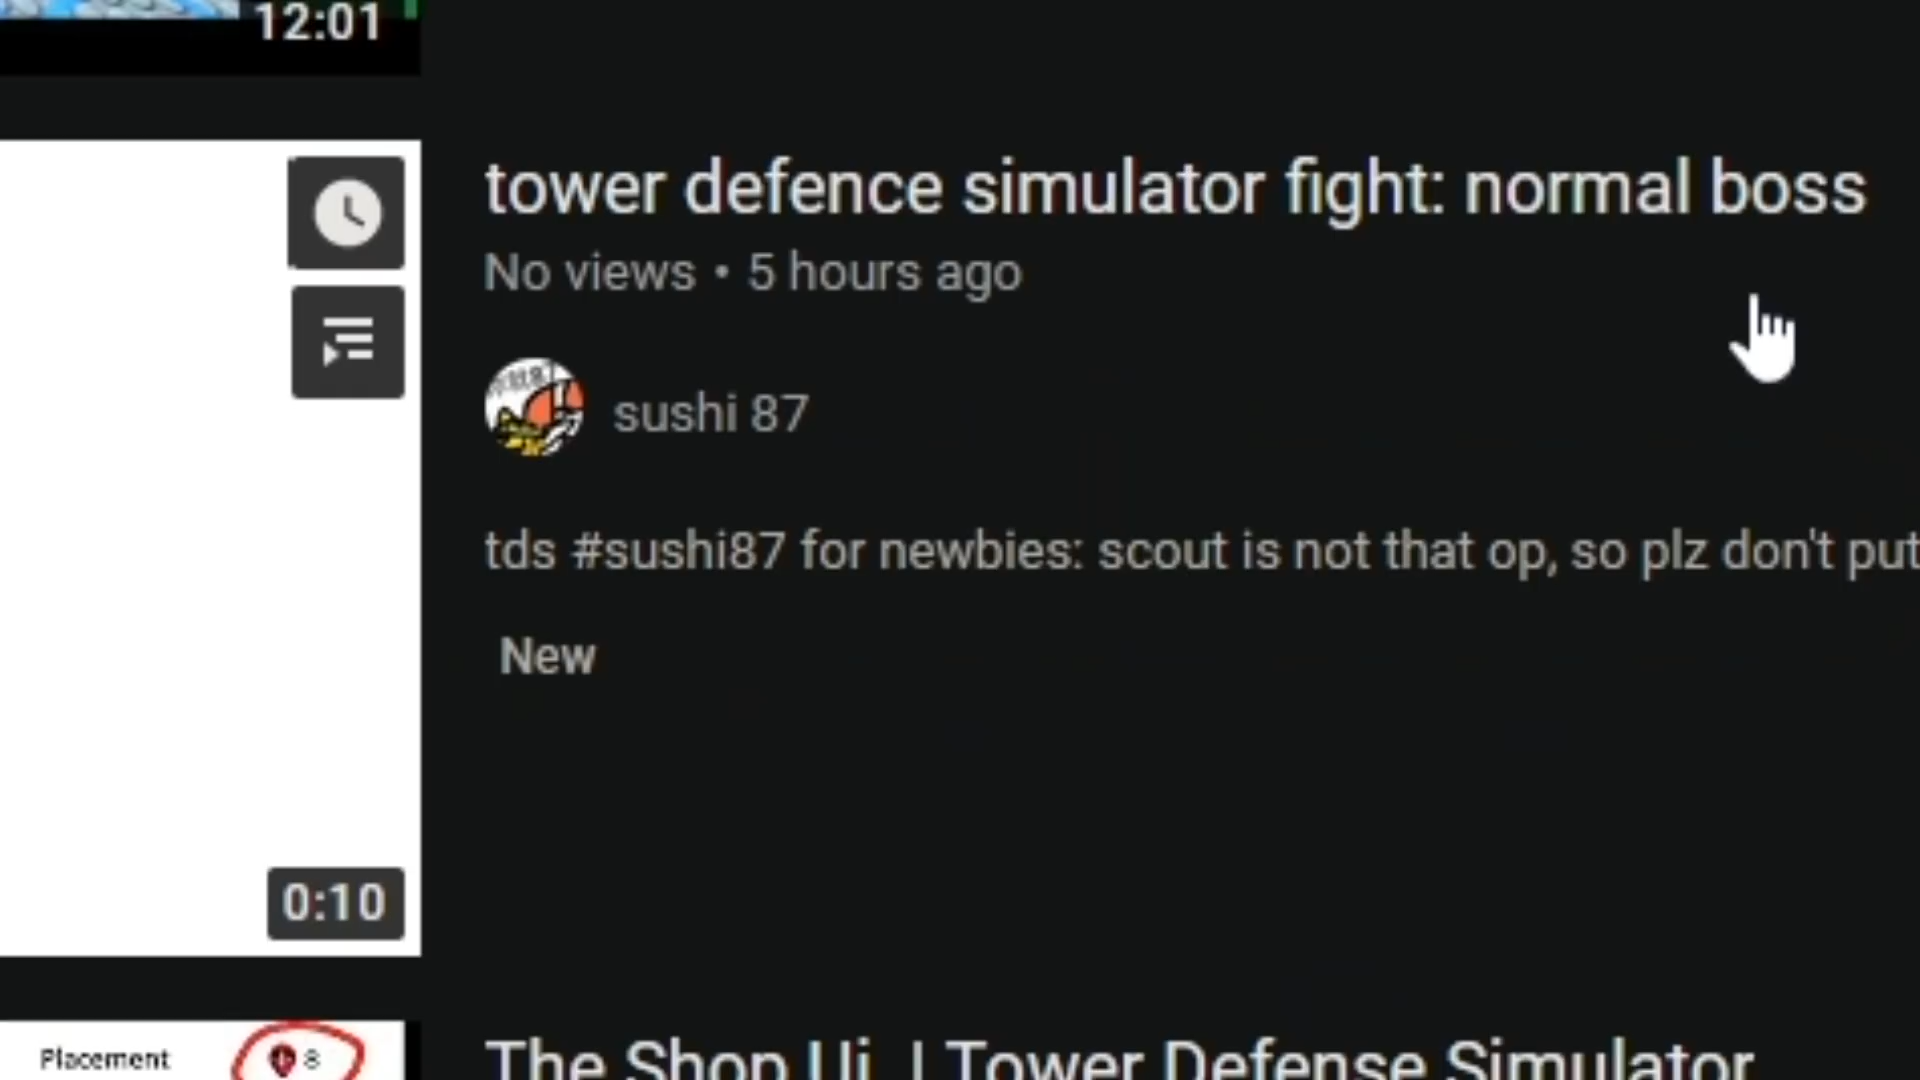 12:01
tower defence simulator fight: normal boss
No views • 5 hours ago
sushi 87
tds #sushi87 for newbies: scout is not that op, so plz don't put
New
0:10
Placement 8
The Shop Ui | Tower Defense Simulator